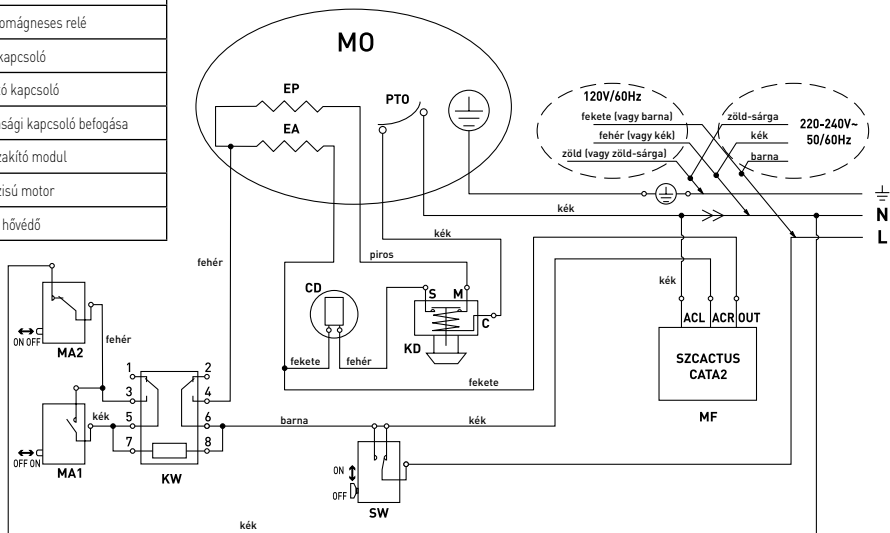 omágneses relé
kapcsoló
ó kapcsoló
sági kapcsoló befogása
zakító modul
zisú motor
hővédő
MO
EP
EA
PTO
120V/60Hz
fekete (vagy barna)
fehér (vagy kék)
zöld (vagy zöld-sárga)
zöld-sárga
kék
barna
220-240V~
50/60Hz
N
L
kék
kék
piros
fehér
kék
CD
S
M
C
KD
fekete
fehér
fekete
ACL
ACR
OUT
SZCACTUS
CATA2
MF
ON OFF
MA2
fehér
kék
OFF ON
MA1
1
2
3
4
5
6
7
8
KW
barna
kék
ON
OFF
SW
kék